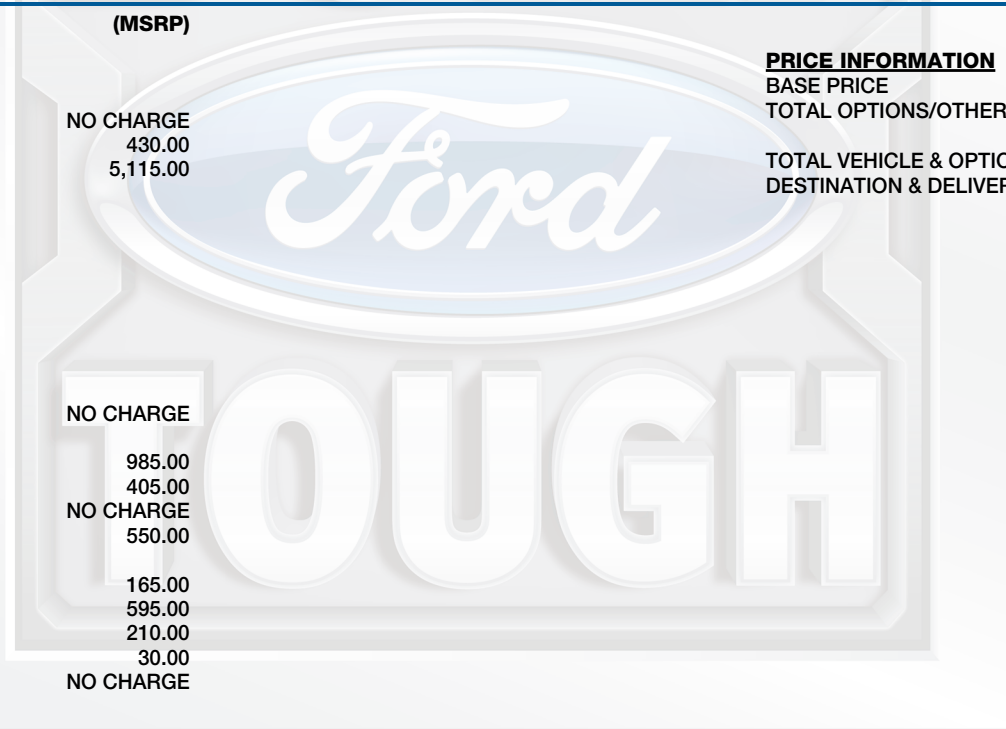 (MSRP)
NO CHARGE
430.00
5,115.00
NO CHARGE
985.00
405.00
NO CHARGE
550.00
165.00
595.00
210.00
30.00
NO CHARGE
PRICE INFORMATION
BASE PRICE
TOTAL OPTIONS/OTHER
TOTAL VEHICLE & OPTIO
DESTINATION & DELIVER
Ford
TOUGH